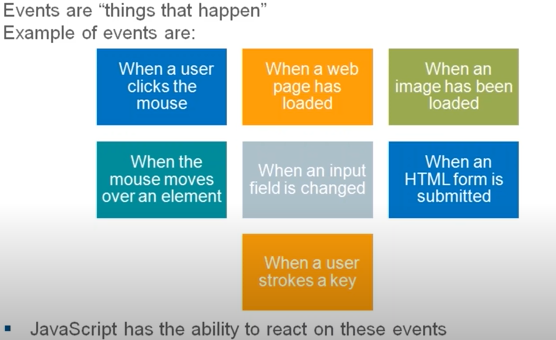 Events are “things that happen”
Example of events are:
When a user
clicks the
mouse
When a web
page has
loaded
When an
image has been
loaded
When the
mouse moves
over an element
When an input
field is changed
When an
HTML form is
submitted
When a user
strokes a key
▪ JavaScript has the ability to react on these events